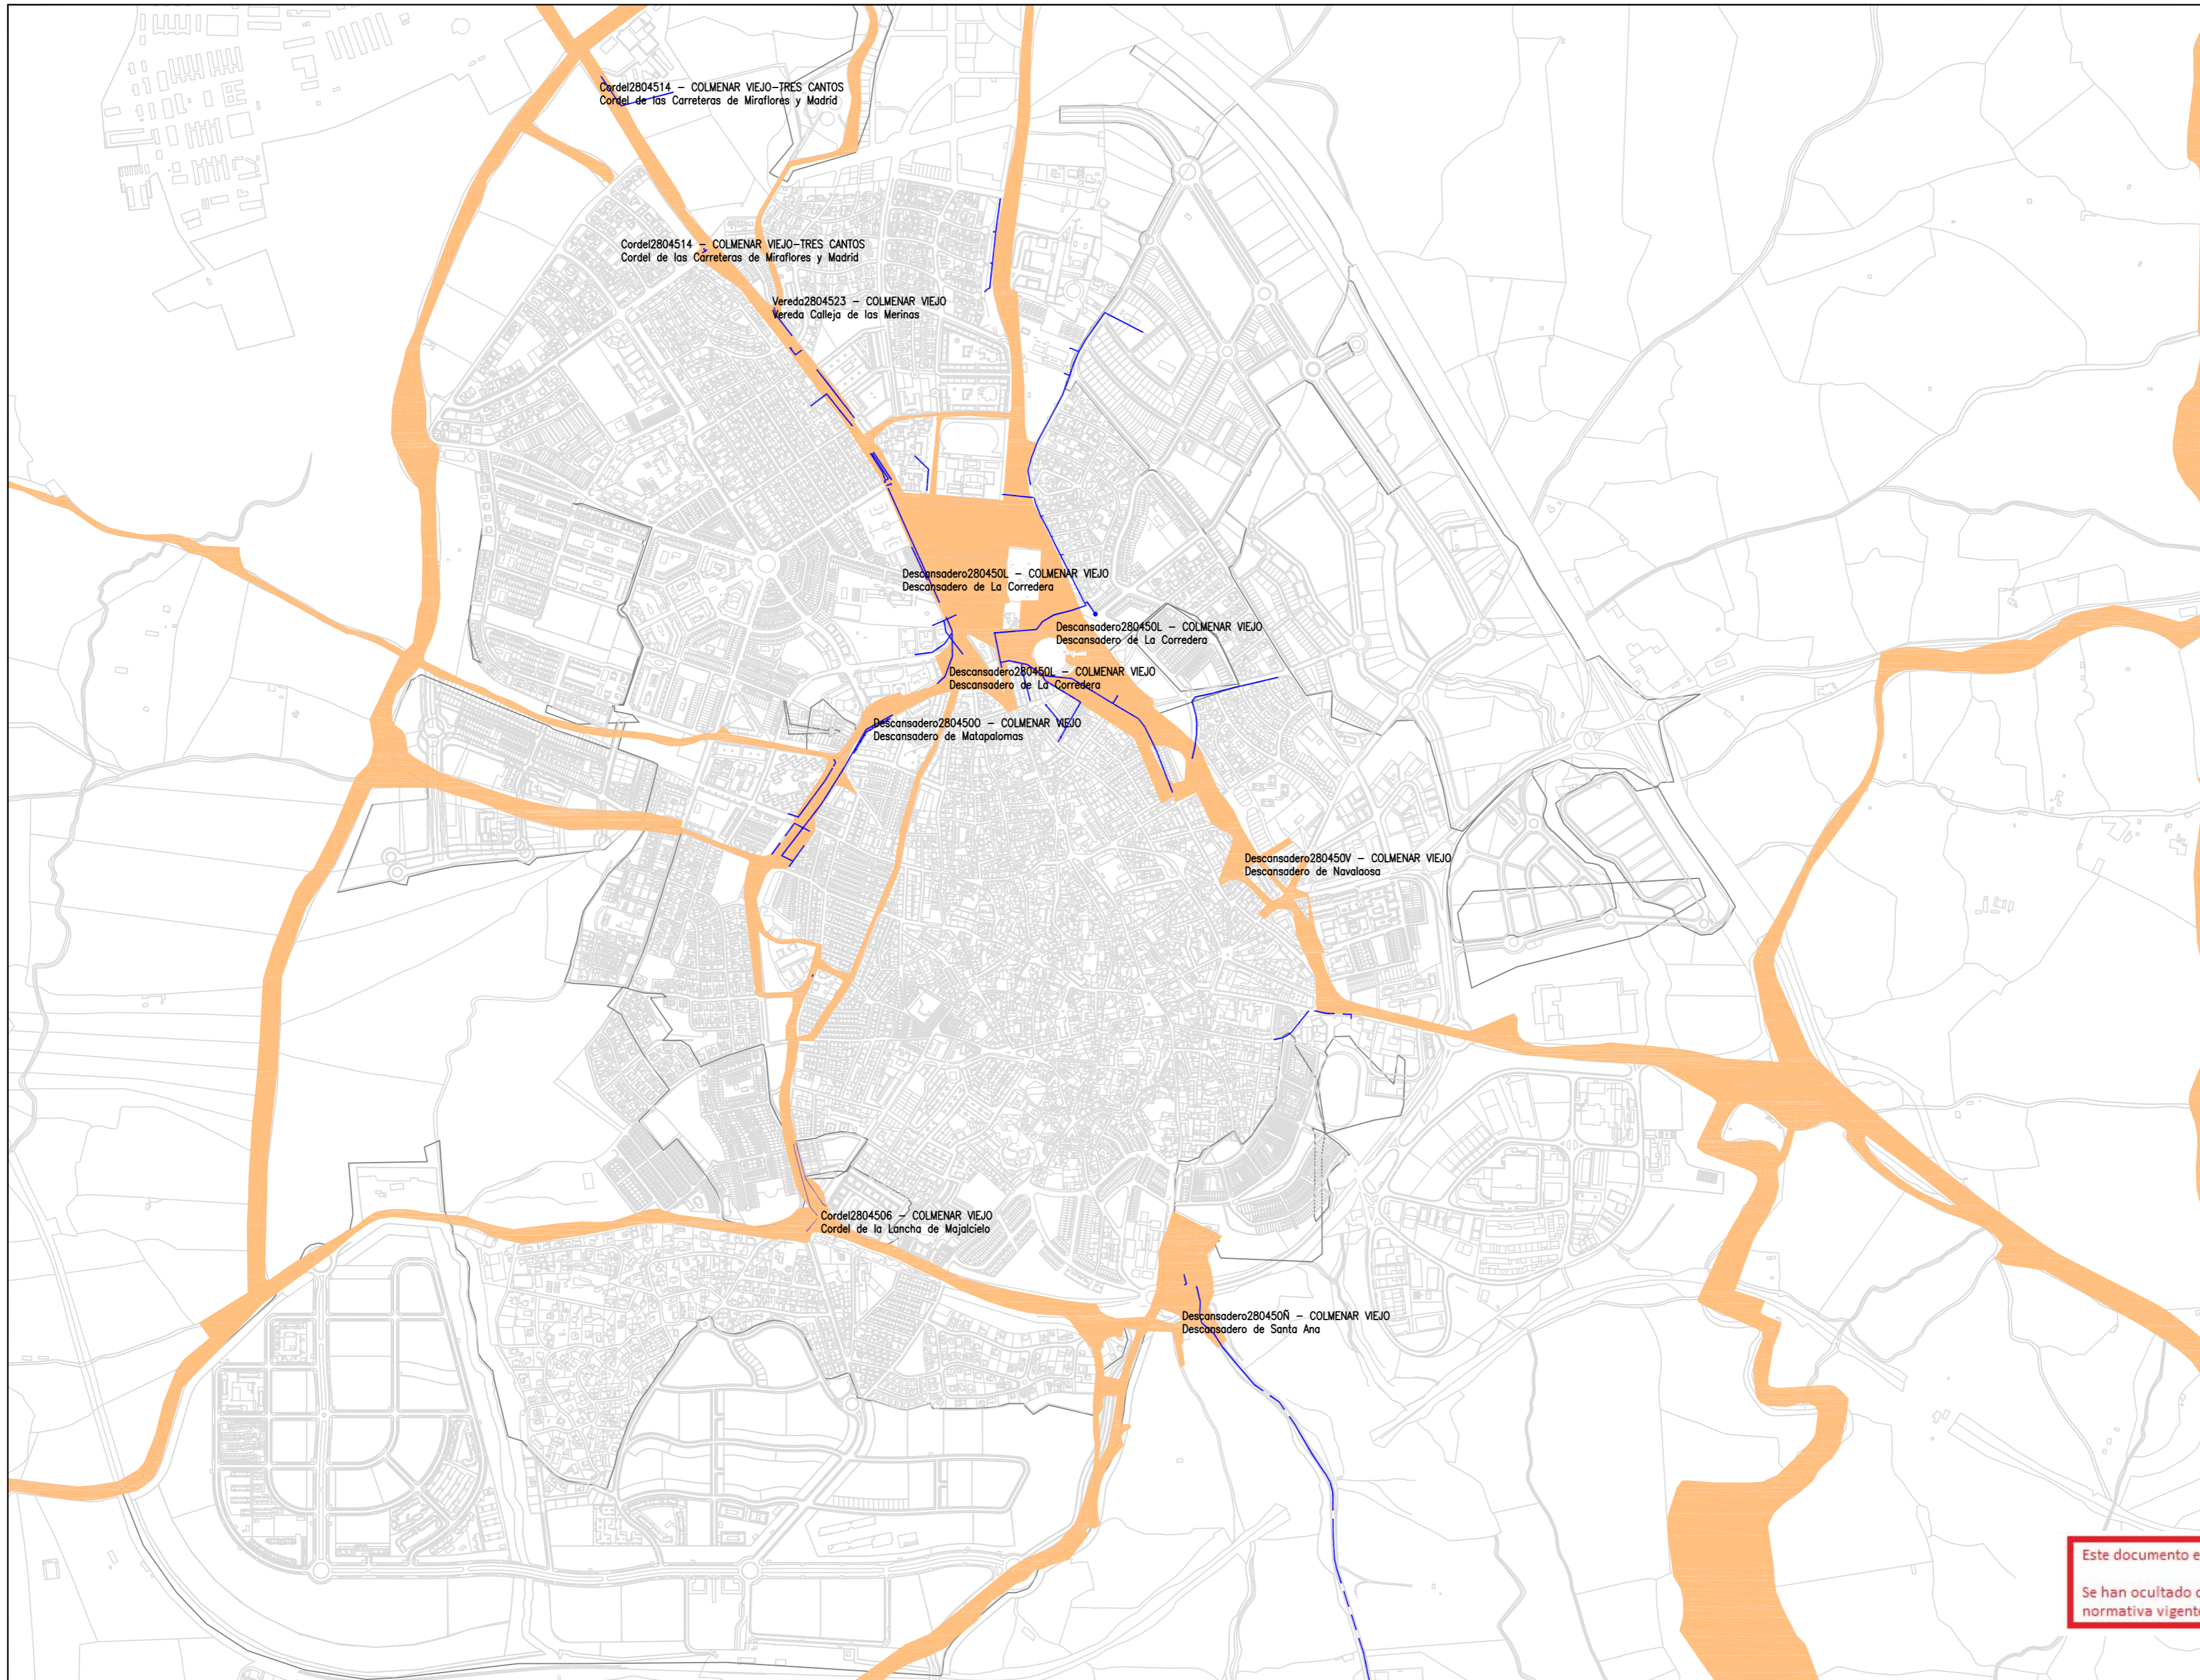 Cordel2804514 – COLMENAR VIEJO-TRES CANTOS
Cordel de las Carreteras de Miraflores y Madrid
Cordel2804514 – COLMENAR VIEJO-TRES CANTOS
Cordel de las Carreteras de Miraflores y Madrid
Vereda2804523 – COLMENAR VIEJO
Vereda Calleja de las Merinas
Descansadero280450L – COLMENAR VIEJO
Descansadero de La Corredera
Descansadero280450L – COLMENAR VIEJO
Descansadero de La Corredera
Descansadero280450L – COLMENAR VIEJO
Descansadero de La Corredera
Descansadero280450O – COLMENAR VIEJO
Descansadero de Matapalomas
Descansadero280450V – COLMENAR VIEJO
Descansadero de Navalaosa
Cordel2804506 – COLMENAR VIEJO
Cordel de la Lancha de Majalcielo
Descansadero280450Ñ – COLMENAR VIEJO
Descansadero de Santa Ana
Este documento
Se han ocultado
normativa